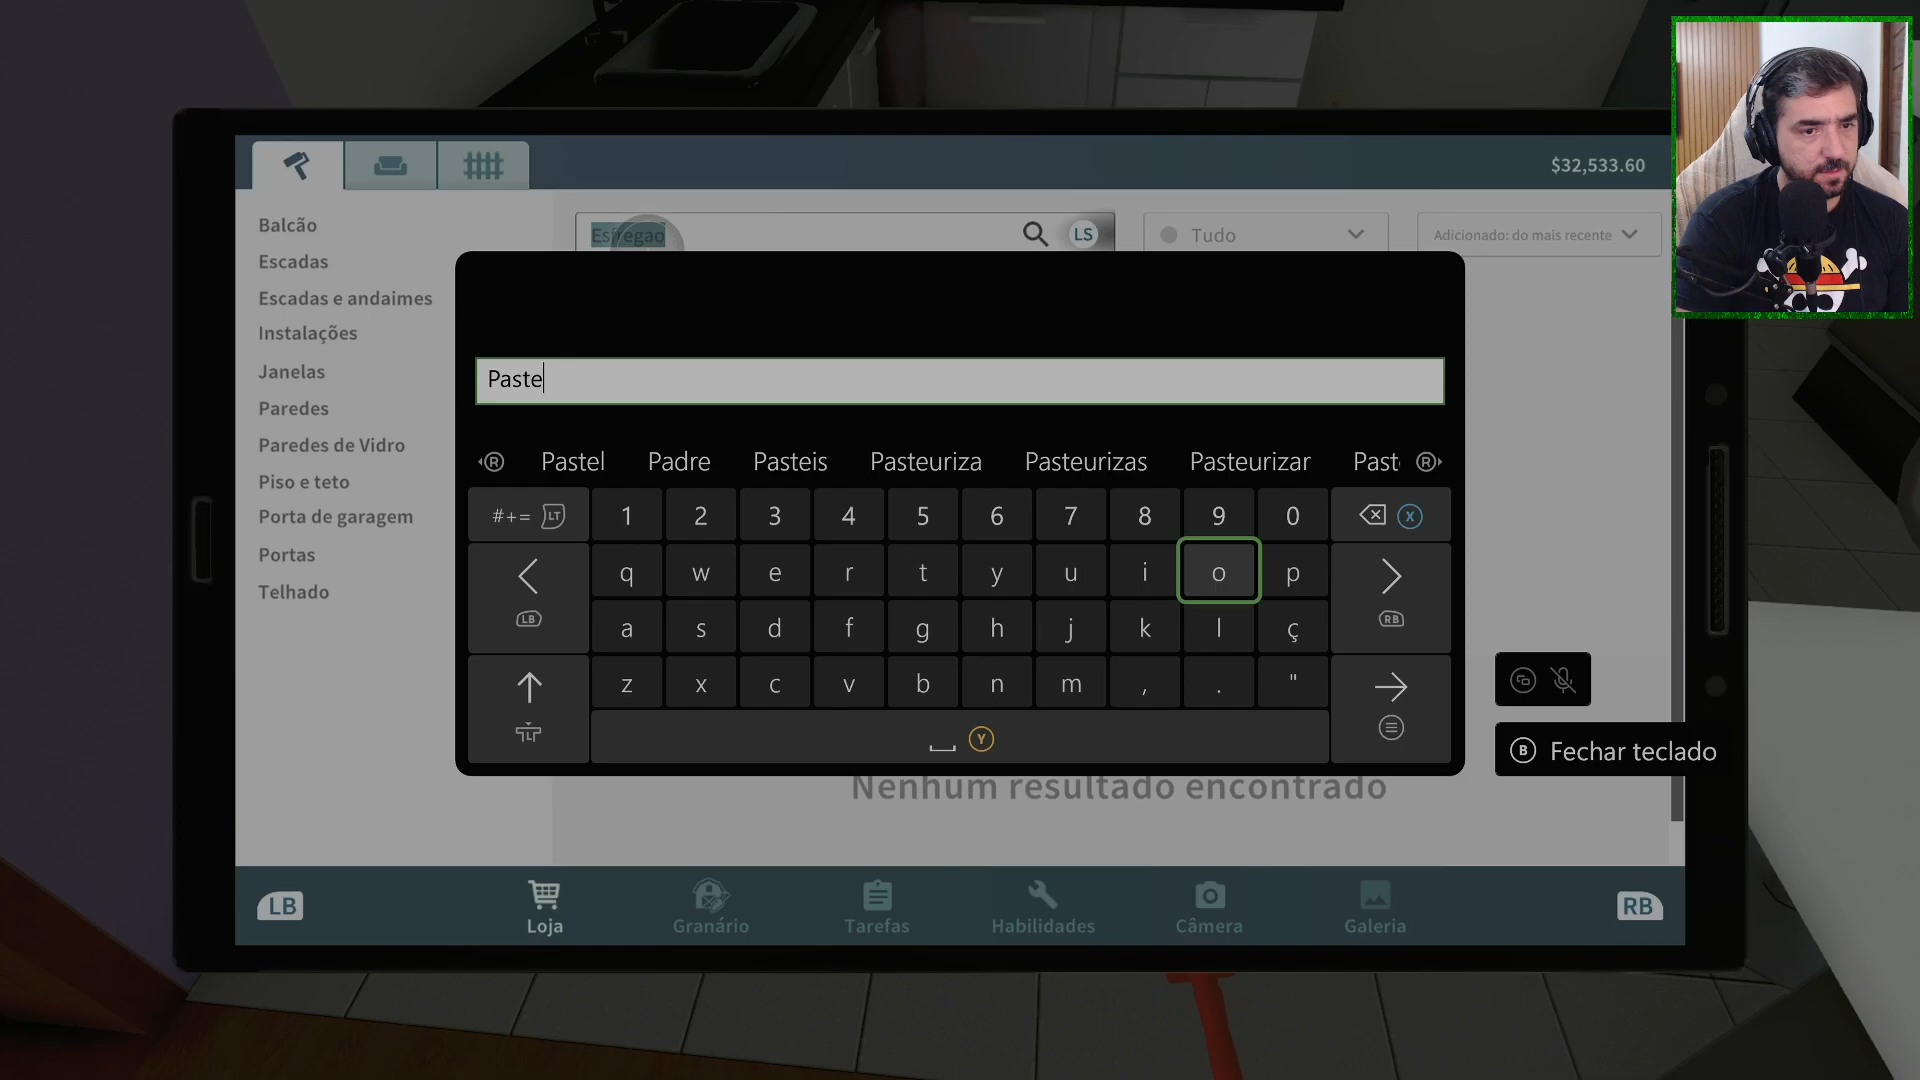 $32,533.60
Balcão
Escadas
Escadas e andaimes
Instalações
Janelas
Paredes
Paredes de Vidro
Piso e teto
Porta de garagem
Portas
Telhado
Esfregao
LS
Tudo
Adicionado: do mais recente
Paste
R Pastel Padre Pasteis Pasteuriza Pasteurizas Pasteurizar Past R
#+= LT 1 2 3 4 5 6 7 8 9 0 X
q w e r t y u i o p
LB RB
a s d f g h j k l ç
z x c v b n m , . "
Y
B Fechar teclado
Nenhum resultado encontrado
LB Loja Granário Tarefas Habilidades Câmera Galeria RB